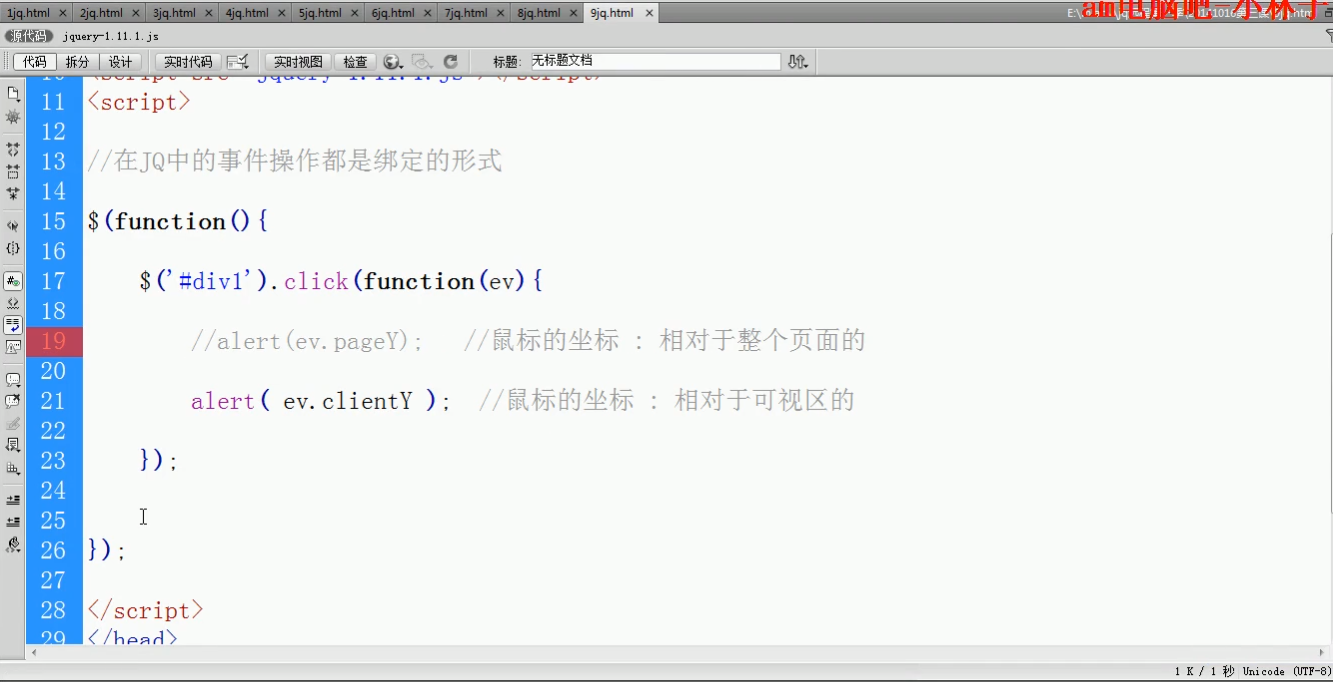 1jq.html 2jq.html 3jq.html 4jq.html 5jq.html 6jq.html 7jq.html 8jq.html 9jq.html
源代码 jquery-1.11.1.js
代码 拆分 设计 实时代码 实时视图 检查 标题: 无标题文档
11 <script>
12
13 //在JQ中的事件操作都是绑定的形式
14
15 $(function(){
16
17 $('#div1').click(function(ev){
18
19 //alert(ev.pageY); //鼠标的坐标 : 相对于整个页面的
20
21 alert( ev.clientY ); //鼠标的坐标 : 相对于可视区的
22
23 });
24
25
26 });
27
28 </script>
29 </head>
1 K / 1 秒 Unicode (UTF-8)